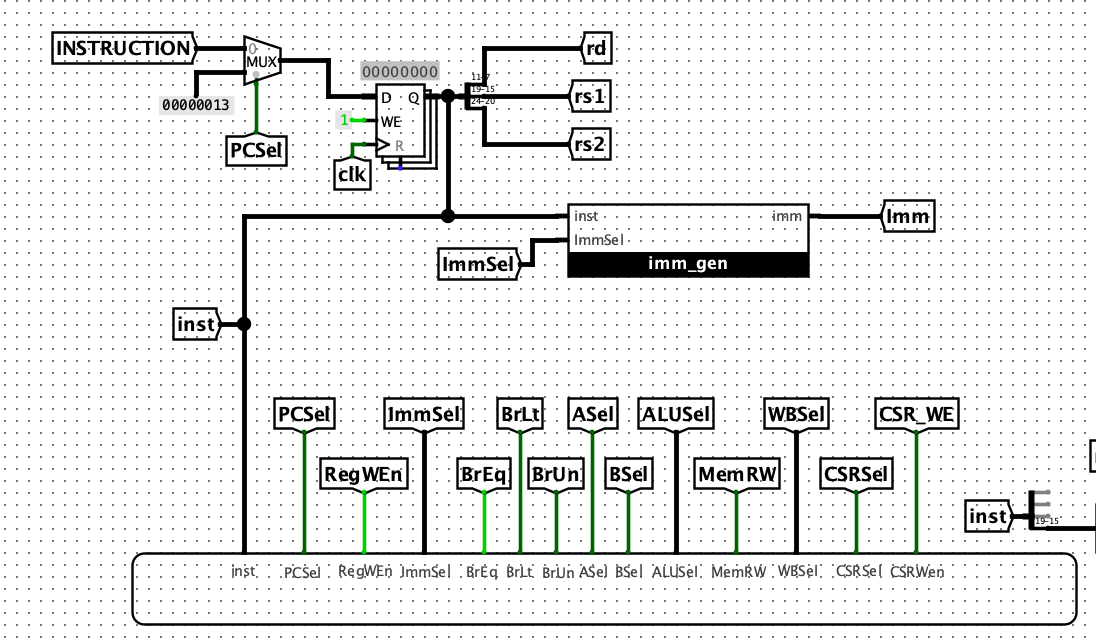 INSTRUCTION
0
MUX
rd
00000000
11-7
19-15
24-20
D Q
rs1
00000013
1
WE
PCSel
R
rs2
clk
inst imm
Imm
ImmSel
ImmSel
imm_gen
inst
PCSel
ImmSel
BrLt
ASel
ALUSel
WBSel
CSR_WE
RegWEn
BrEq
BrUn
BSel
MemRW
CSRSel
inst
19-15
inst PCSel RegWEn ImmSel BrEq BrLt BrUn ASel BSel ALUSel MemRW WBSel CSRSel CSRWen